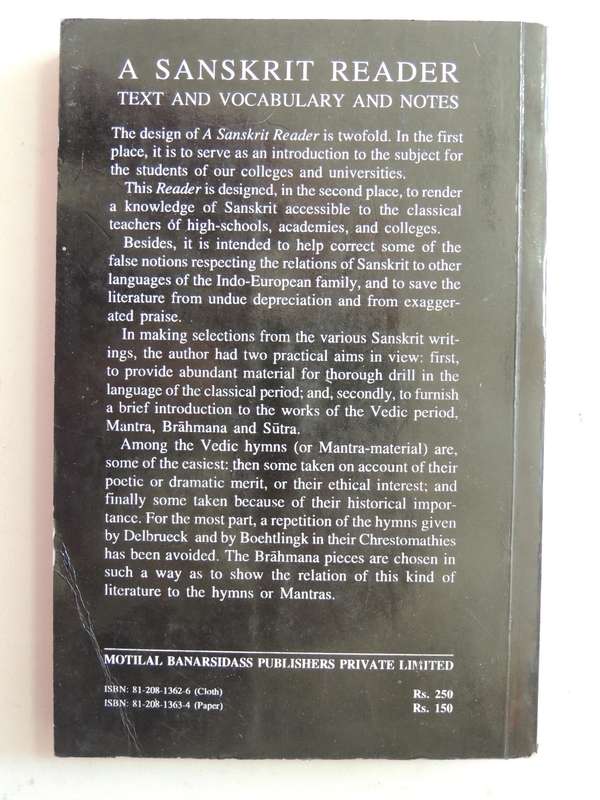 A SANSKRIT READER
TEXT AND VOCABULARY AND NOTES
The design of A Sanskrit Reader is twofold. In the first
place, it is to serve as an introduction to the subject for
the students of our colleges and universities.
This Reader is designed, in the second place, to render
a knowledge of Sanskrit accessible to the classical
teachers of high-schools, academies, and colleges.
Besides, it is intended to help correct some of the
false notions respecting the relations of Sanskrit to other
languages of the Indo-European family, and to save the
literature from undue depreciation and from exagger-
ated praise.
In making selections from the various Sanskrit writ-
ings, the author had two practical aims in view: first,
to provide abundant material for thorough drill in the
language of the classical period; and, secondly, to furnish
a brief introduction to the works of the Vedic period,
Mantra, Brāhmana and Sūtra.
Among the Vedic hymns (or Mantra-material) are,
some of the easiest: then some taken on account of their
poetic or dramatic merit, or their ethical interest; and
finally some taken because of their historical impor-
tance. For the most part, a repetition of the hymns given
by Delbrueck and by Boehtlingk in their Chrestomathies
has been avoided. The Brāhmana pieces are chosen in
such a way as to show the relation of this kind of
literature to the hymns or Mantras.
MOTILAL BANARSIDASS PUBLISHERS PRIVATE LIMITED
ISBN: 81-208-1362-6 (Cloth) Rs. 250
ISBN: 81-208-1363-4 (Paper) Rs. 150